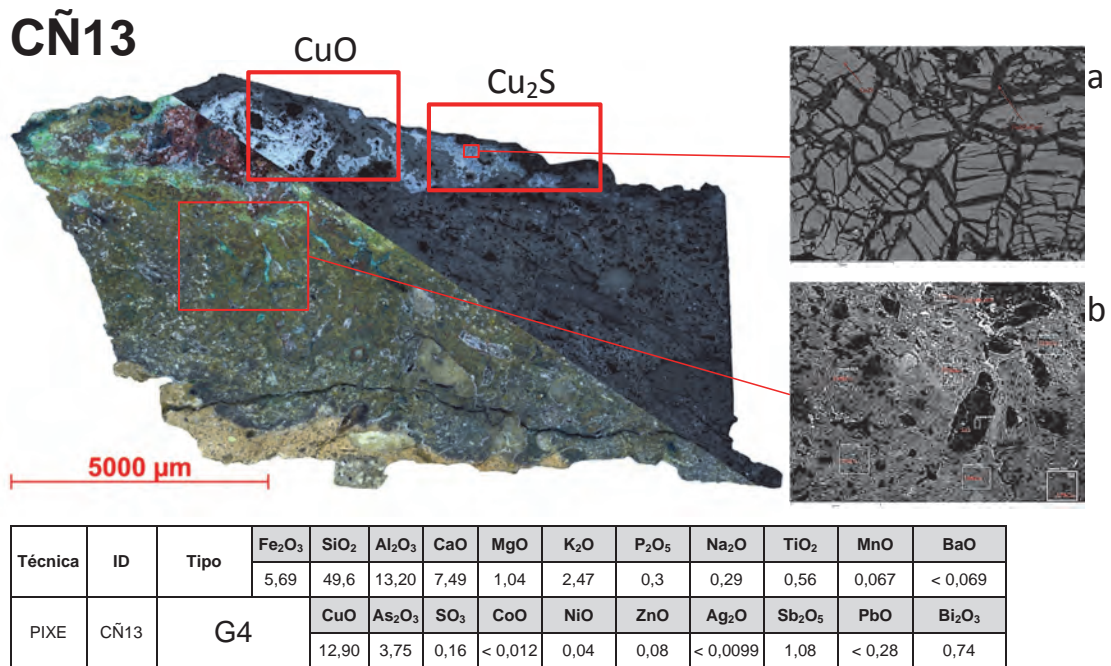 CÑ13
CuO
Cu₂S
a
b
5000 µm
Técnica ID Tipo Fe₂O₃ SiO₂ Al₂O₃ CaO MgO K₂O P₂O₅ Na₂O TiO₂ MnO BaO
5,69 49,6 13,20 7,49 1,04 2,47 0,3 0,29 0,56 0,067 < 0,069
PIXE CÑ13 G4 CuO As₂O₃ SO₃ CoO NiO ZnO Ag₂O Sb₂O₅ PbO Bi₂O₃
12,90 3,75 0,16 < 0,012 0,04 0,08 < 0,0099 1,08 < 0,28 0,74